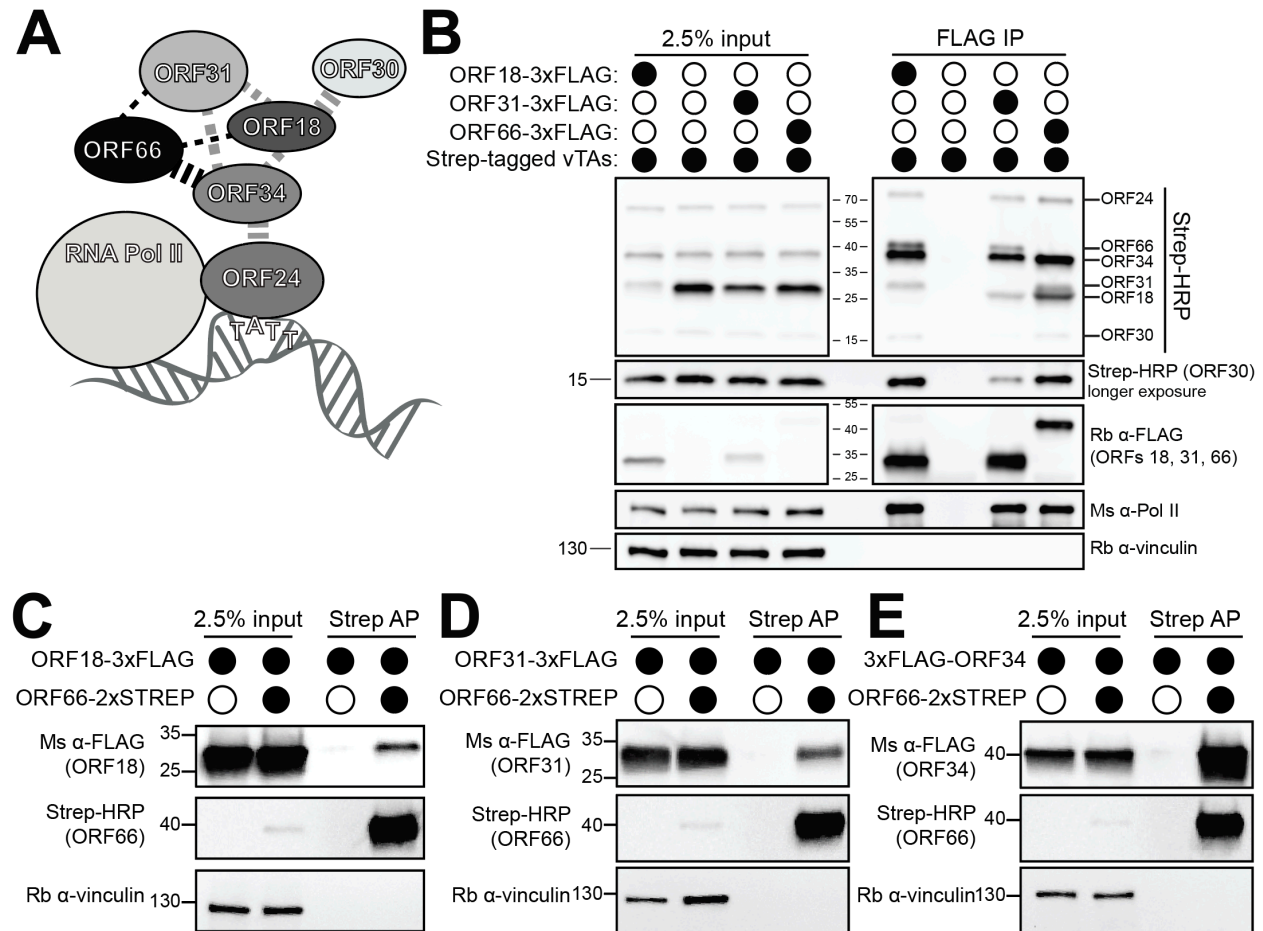 A
ORF31
ORF30
ORF18
ORF66
ORF34
RNA Pol II
ORF24
TATT
B
2.5% input
FLAG IP
ORF18-3xFLAG:
ORF31-3xFLAG:
ORF66-3xFLAG:
Strep-tagged vTAs:
70
55
40
35
25
15
ORF24
ORF66
ORF34
ORF31
ORF18
ORF30
Strep-HRP
15
Strep-HRP (ORF30)
longer exposure
55
40
35
25
Rb α-FLAG
(ORFs 18, 31, 66)
Ms α-Pol II
130
Rb α-vinculin
C
2.5% input
Strep AP
ORF18-3xFLAG
ORF66-2xSTREP
Ms α-FLAG
(ORF18)
35
25
Strep-HRP
(ORF66)
40
Rb α-vinculin
130
D
2.5% input
Strep AP
ORF31-3xFLAG
ORF66-2xSTREP
Ms α-FLAG
(ORF31)
35
25
Strep-HRP
(ORF66)
40
Rb α-vinculin
130
E
2.5% input
Strep AP
3xFLAG-ORF34
ORF66-2xSTREP
Ms α-FLAG
(ORF34)
40
Strep-HRP
(ORF66)
40
Rb α-vinculin
130